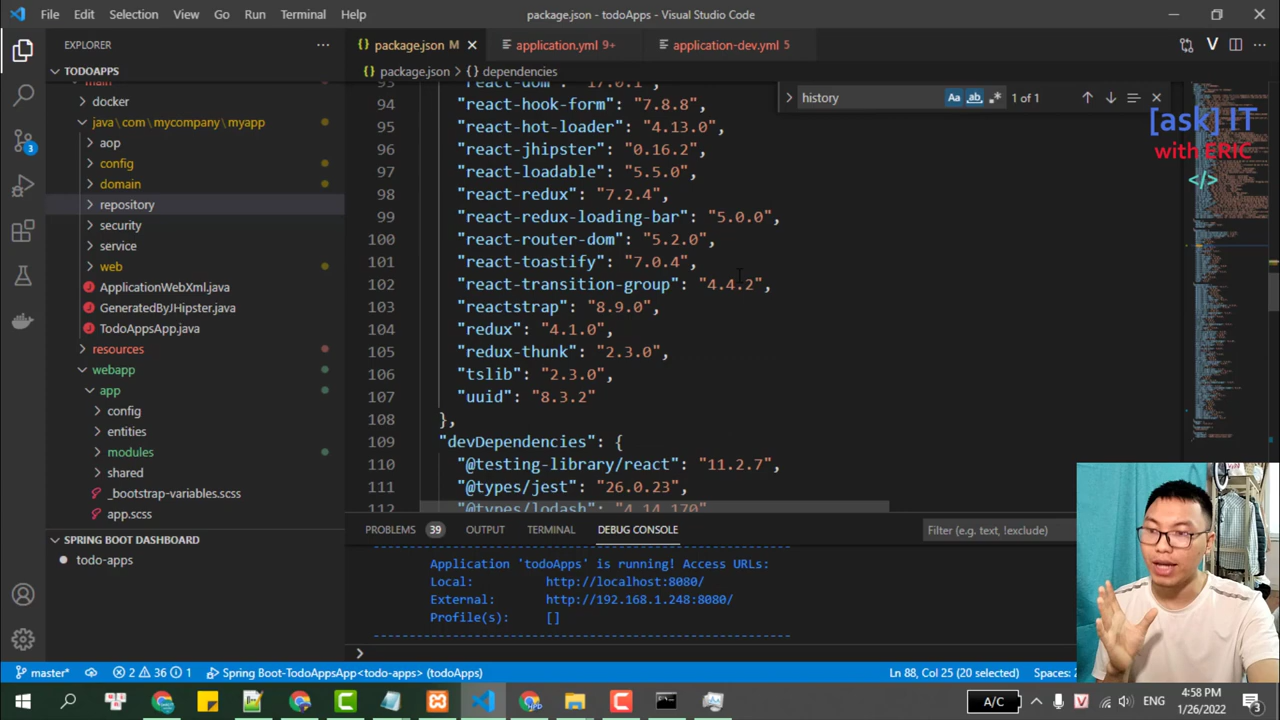 File Edit Selection View Go Run Terminal Help
package.json - todoApps - Visual Studio Code
EXPLORER
TODOAPPS
main
docker
java\com\mycompany\myapp
aop
config
domain
repository
security
service
web
ApplicationWebXml.java
GeneratedByJHipster.java
TodoAppsApp.java
resources
webapp
app
config
entities
modules
shared
_bootstrap-variables.scss
app.scss
SPRING BOOT DASHBOARD
todo-apps
package.json M
application.yml 9+
application-dev.yml 5
package.json > {} dependencies
history
Aa ab 1 of 1
93 "react-dom": "17.0.1",
94 "react-hook-form": "7.8.8",
95 "react-hot-loader": "4.13.0",
96 "react-jhipster": "0.16.2",
97 "react-loadable": "5.5.0",
98 "react-redux": "7.2.4",
99 "react-redux-loading-bar": "5.0.0",
100 "react-router-dom": "5.2.0",
101 "react-toastify": "7.0.4",
102 "react-transition-group": "4.4.2",
103 "reactstrap": "8.9.0",
104 "redux": "4.1.0",
105 "redux-thunk": "2.3.0",
106 "tslib": "2.3.0",
107 "uuid": "8.3.2"
108 },
109 "devDependencies": {
110 "@testing-library/react": "11.2.7",
111 "@types/jest": "26.0.23",
112 "@types/lodash": "4.14.170"
[ask] IT
with ERIC
</>
PROBLEMS 39 OUTPUT TERMINAL DEBUG CONSOLE
Filter (e.g. text, !exclude)
Application 'todoApps' is running! Access URLs:
Local: http://localhost:8080/
External: http://192.168.1.248:8080/
Profile(s): []
master* 2 36 1 Spring Boot-TodoAppsApp<todo-apps> (todoApps)
Ln 88, Col 25 (20 selected) Spaces:
3
A/C
V
ENG
4:58 PM
1/26/2022
3